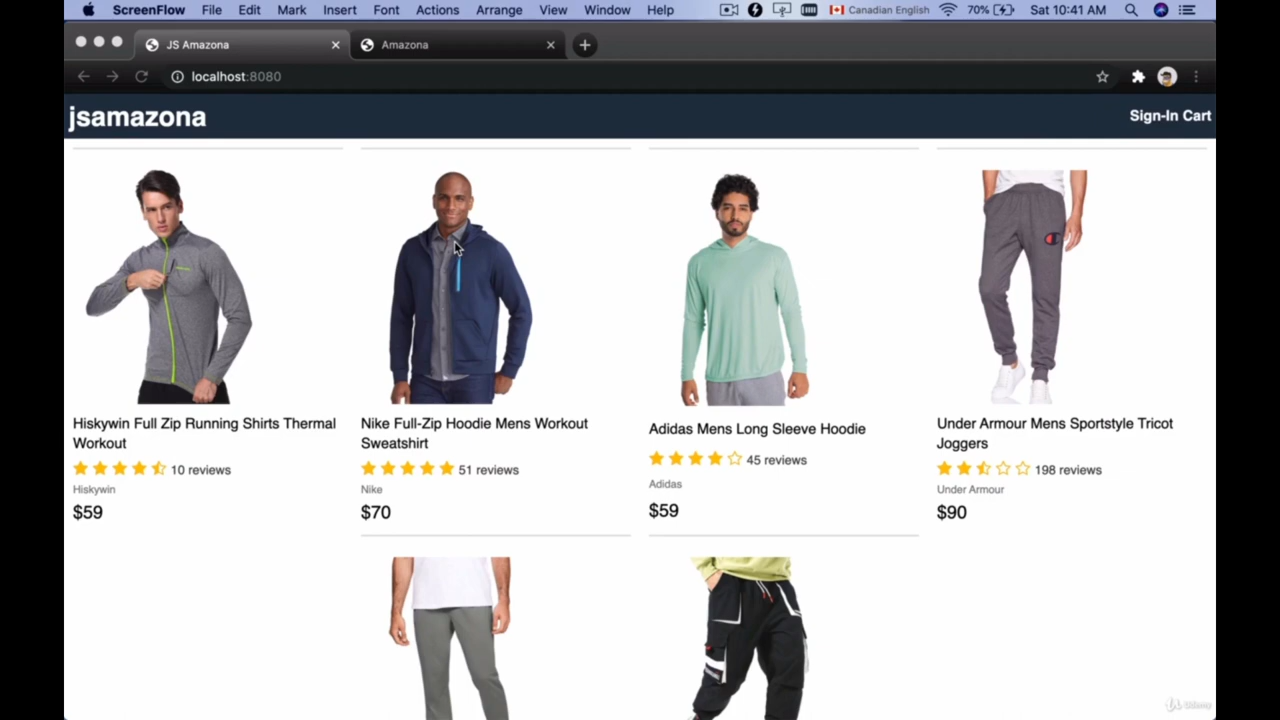 ScreenFlow File Edit Mark Insert Font Actions Arrange View Window Help Canadian English 70% Sat 10:41 AM
JS Amazona Amazona
localhost:8080
jsamazona Sign-In Cart
Hiskywin Full Zip Running Shirts Thermal
Workout
10 reviews
Hiskywin
$59
Nike Full-Zip Hoodie Mens Workout
Sweatshirt
51 reviews
Nike
$70
Adidas Mens Long Sleeve Hoodie
45 reviews
Adidas
$59
Under Armour Mens Sportstyle Tricot
Joggers
198 reviews
Under Armour
$90
Udemy